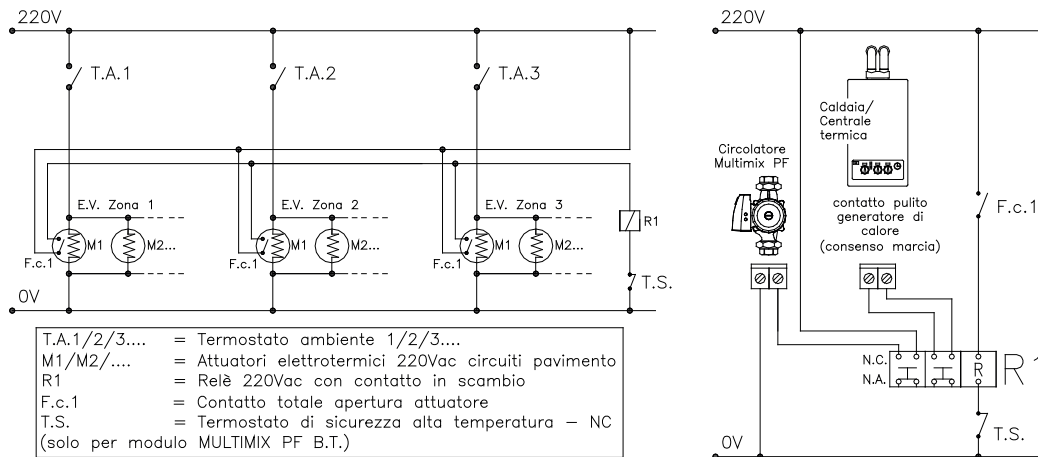 220V
T.A.1
T.A.2
T.A.3
E.V. Zona 1
E.V. Zona 2
E.V. Zona 3
M1
M2...
M1
M2...
M1
M2...
R1
F.c.1
F.c.1
F.c.1
T.S.
0V
T.A.1/2/3.... = Termostato ambiente 1/2/3....
M1/M2/.... = Attuatori elettrotermici 220Vac circuiti pavimento
R1 = Relè 220Vac con contatto in scambio
F.c.1 = Contatto totale apertura attuatore
T.S. = Termostato di sicurezza alta temperatura – NC
(solo per modulo MULTIMIX PF B.T.)
220V
Caldaia/
Centrale
termica
Circolatore
Multimix PF
contatto pulito
generatore di
calore
(consenso marcia)
F.c.1
N.C.
N.A.
R
R1
T.S.
0V